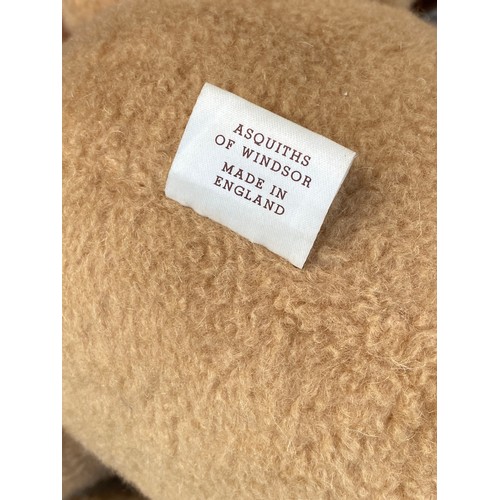 ASQUITHS
OF WINDSOR
MADE IN
ENGLAND